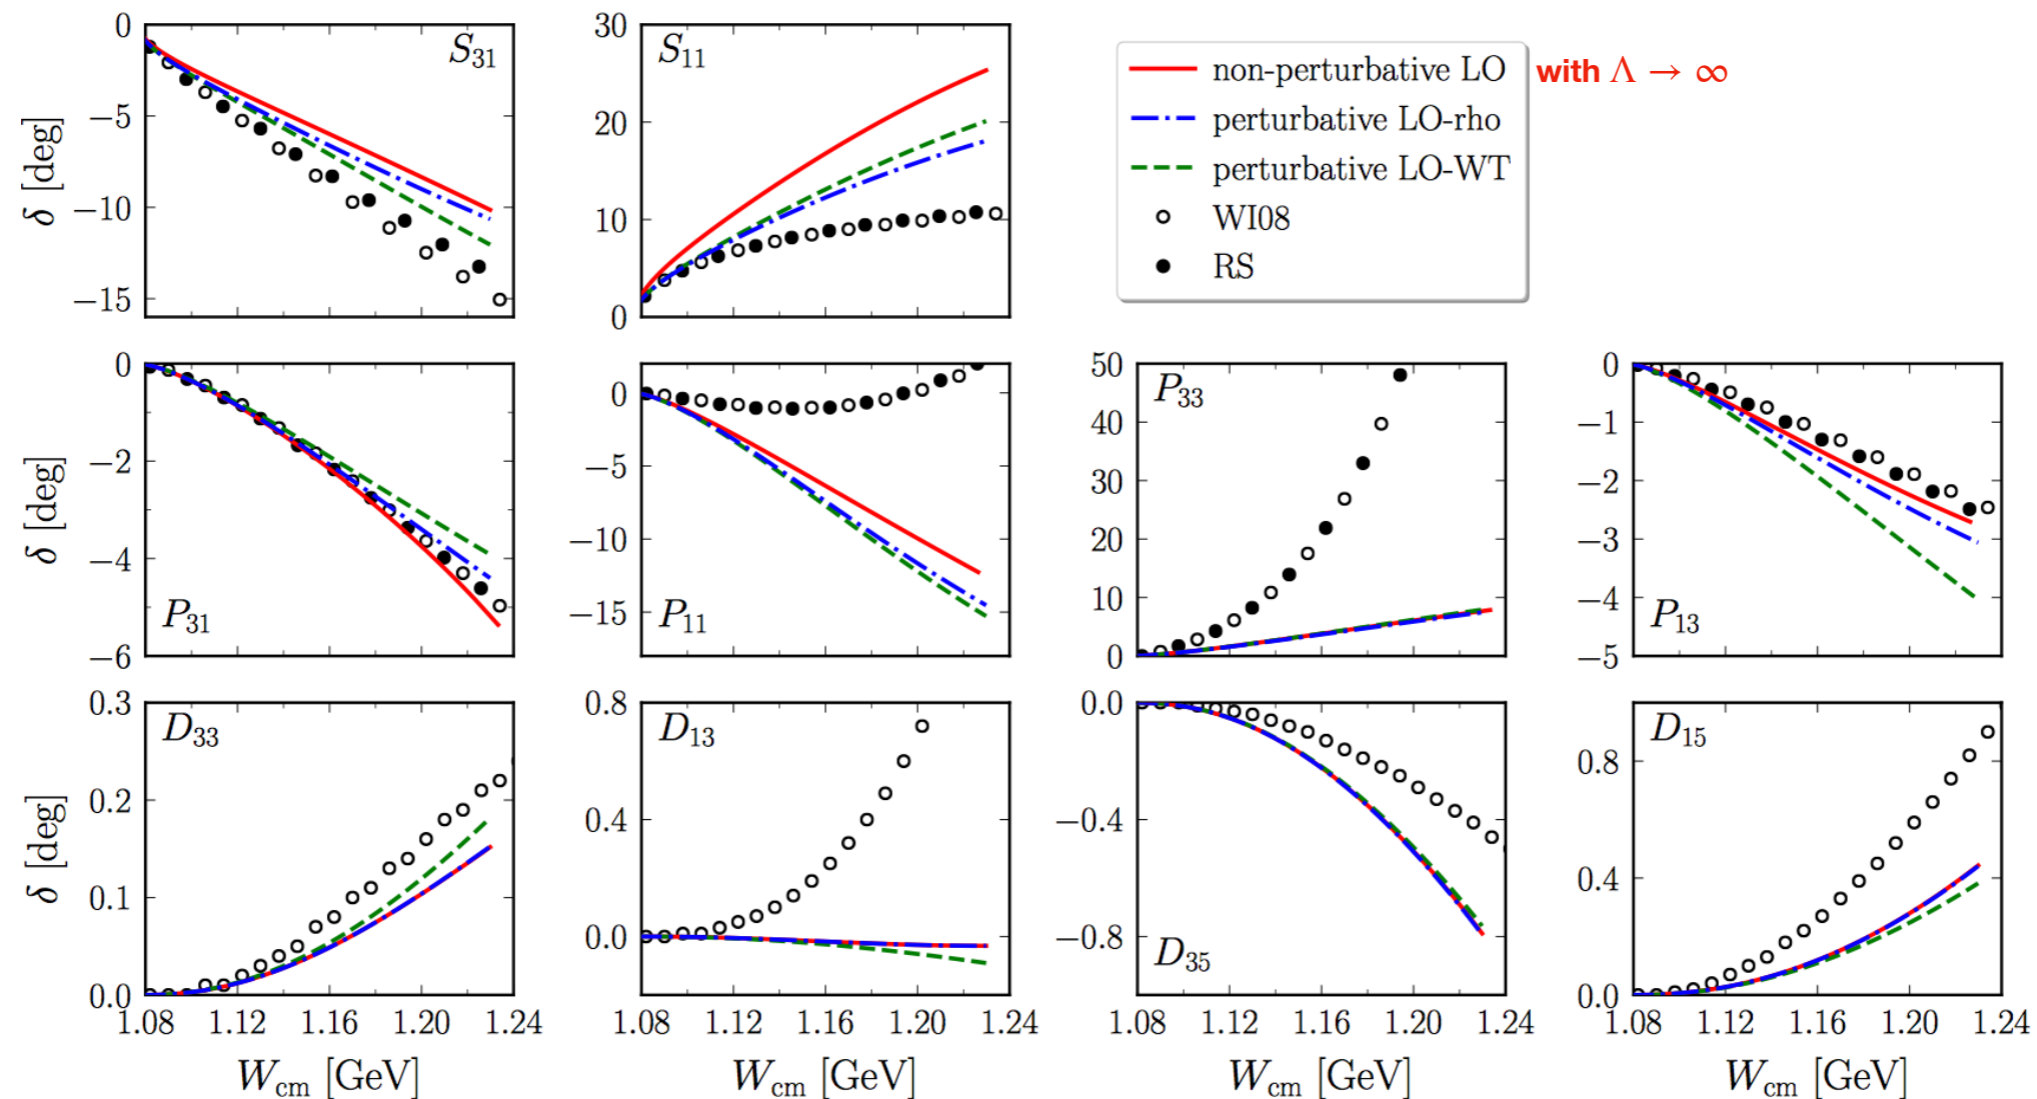 0
−5
−10
−15
δ [deg]
S31
30
20
10
0
S11
non-perturbative LO
with Λ → ∞
perturbative LO-rho
perturbative LO-WT
WI08
RS
0
−2
−4
−6
δ [deg]
P31
0
−5
−10
−15
P11
50
40
30
20
10
0
P33
0
−1
−2
−3
−4
−5
P13
0.3
0.2
0.1
0.0
δ [deg]
D33
0.8
0.4
0.0
D13
0.0
−0.4
−0.8
D35
0.8
0.4
0.0
D15
1.08 1.12 1.16 1.20 1.24
1.08 1.12 1.16 1.20 1.24
1.08 1.12 1.16 1.20 1.24
1.08 1.12 1.16 1.20 1.24
Wcm [GeV]
Wcm [GeV]
Wcm [GeV]
Wcm [GeV]